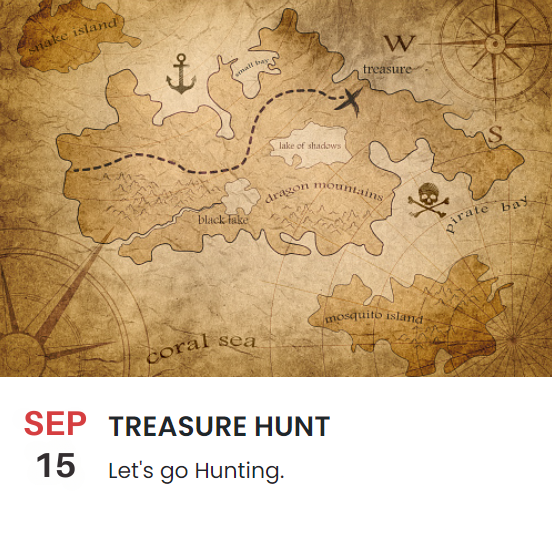 snake island
W
small bay
treasure
S
lake of shadows
dragon mountains
pirate bay
black lake
mosquito island
coral sea
SEP
15
TREASURE HUNT
Let's go Hunting.